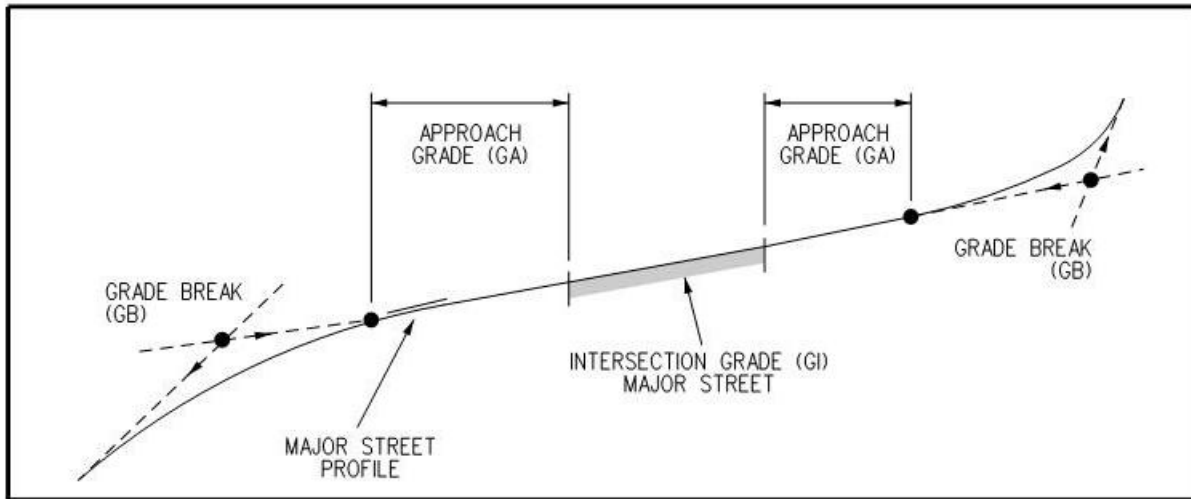 APPROACH
GRADE (GA)
APPROACH
GRADE (GA)
GRADE BREAK
(GB)
GRADE BREAK
(GB)
INTERSECTION GRADE (GI)
MAJOR STREET
MAJOR STREET
PROFILE